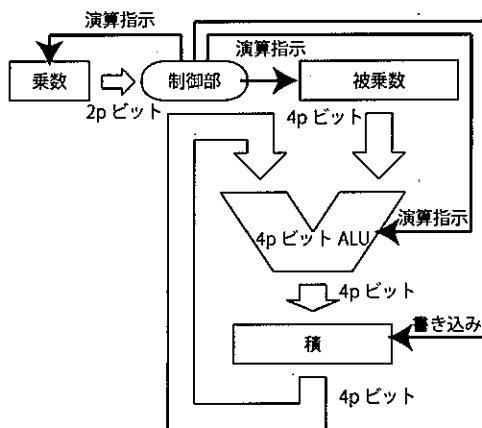 演算指示
演算指示
乗数
制御部
被乗数
2p ビット
4p ビット
演算指示
4p ビット ALU
4p ビット
書き込み
積
4p ビット